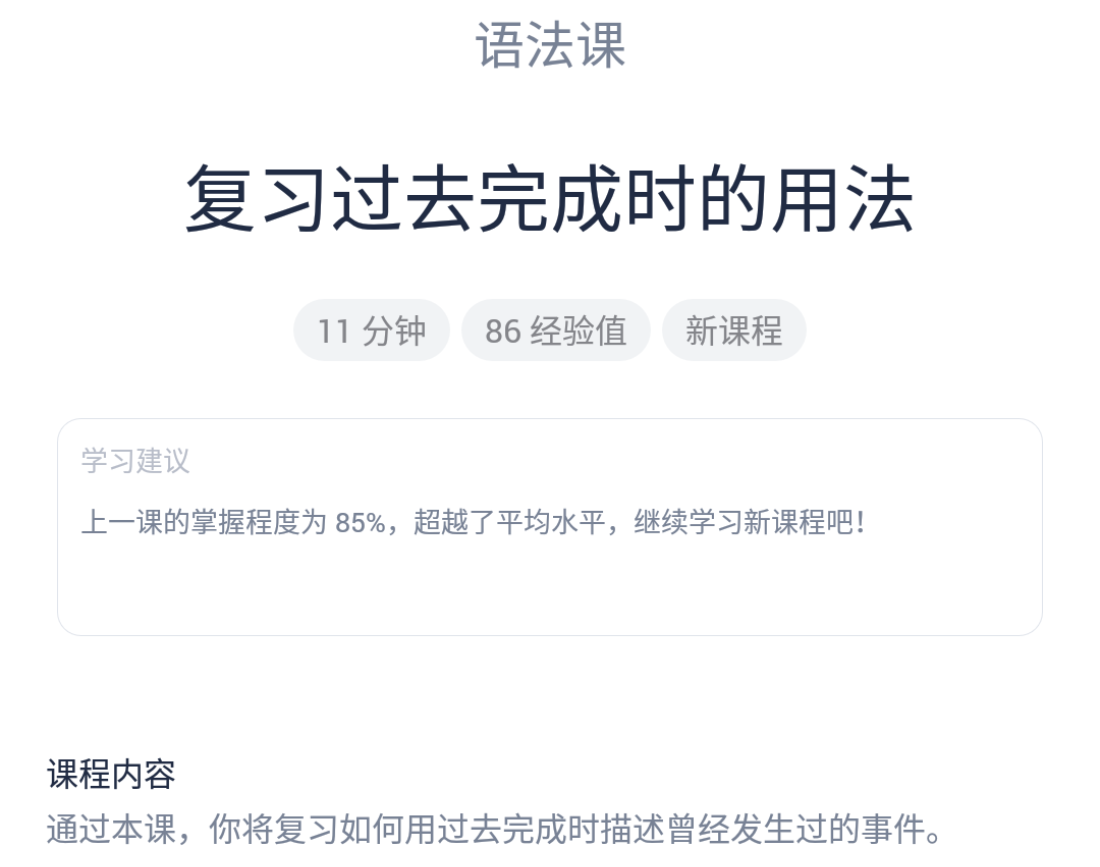 语法课
复习过去完成时的用法
11 分钟 86 经验值 新课程
学习建议
上一课的掌握程度为 85%，超越了平均水平，继续学习新课程吧！
课程内容
通过本课，你将复习如何用过去完成时描述曾经发生过的事件。